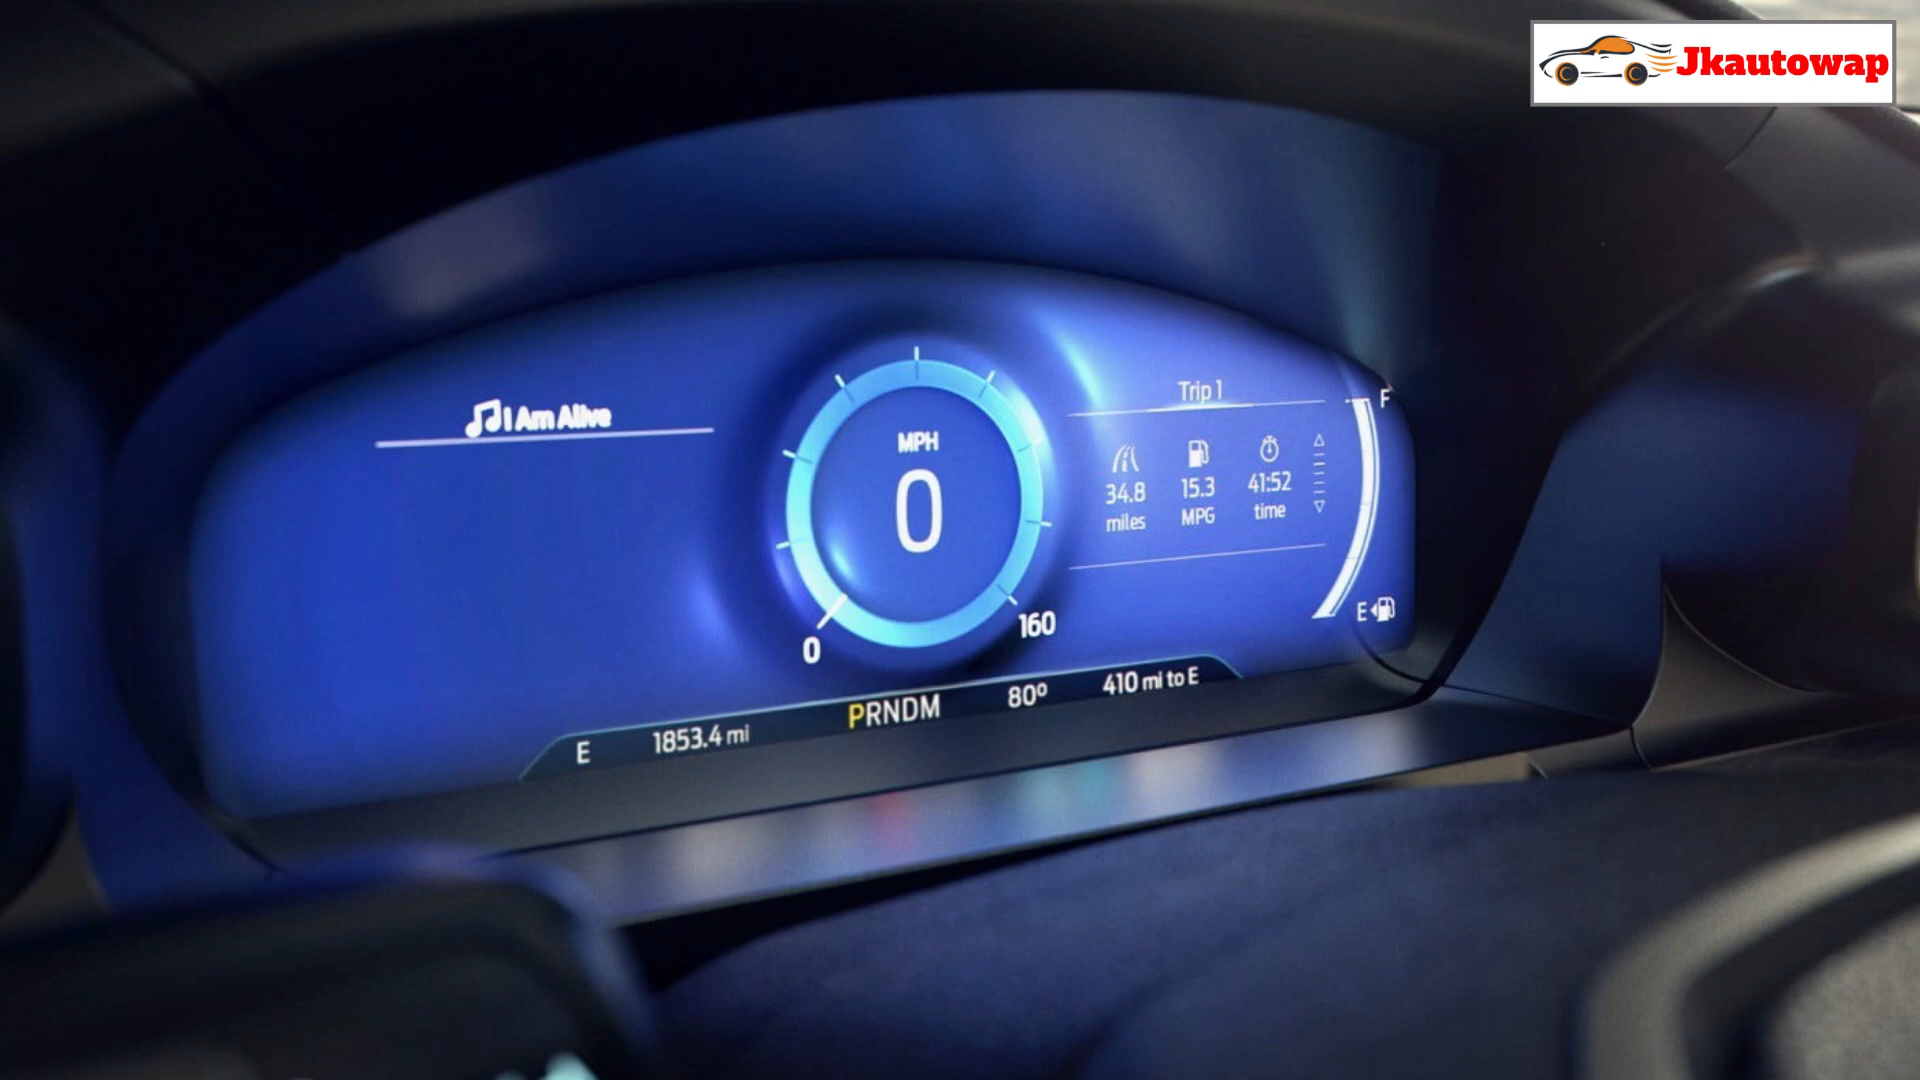 Jkautowap
I Am Alive
MPH
0
0
160
Trip 1
34.8
miles
15.3
MPG
41:52
time
F
E
E
1853.4 mi
PRNDM
80°
410 mi to E